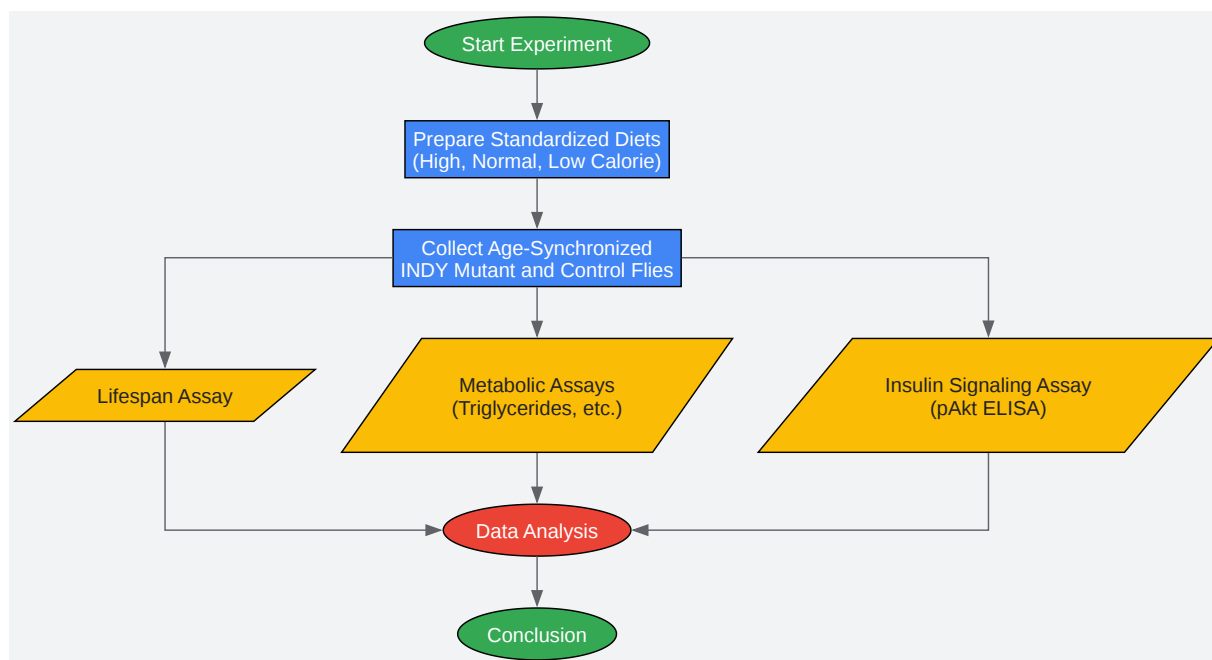 Start Experiment
Prepare Standardized Diets
(High, Normal, Low Calorie)
Collect Age-Synchronized
INDY Mutant and Control Flies
Lifespan Assay
Metabolic Assays
(Triglycerides, etc.)
Insulin Signaling Assay
(pAkt ELISA)
Data Analysis
Conclusion